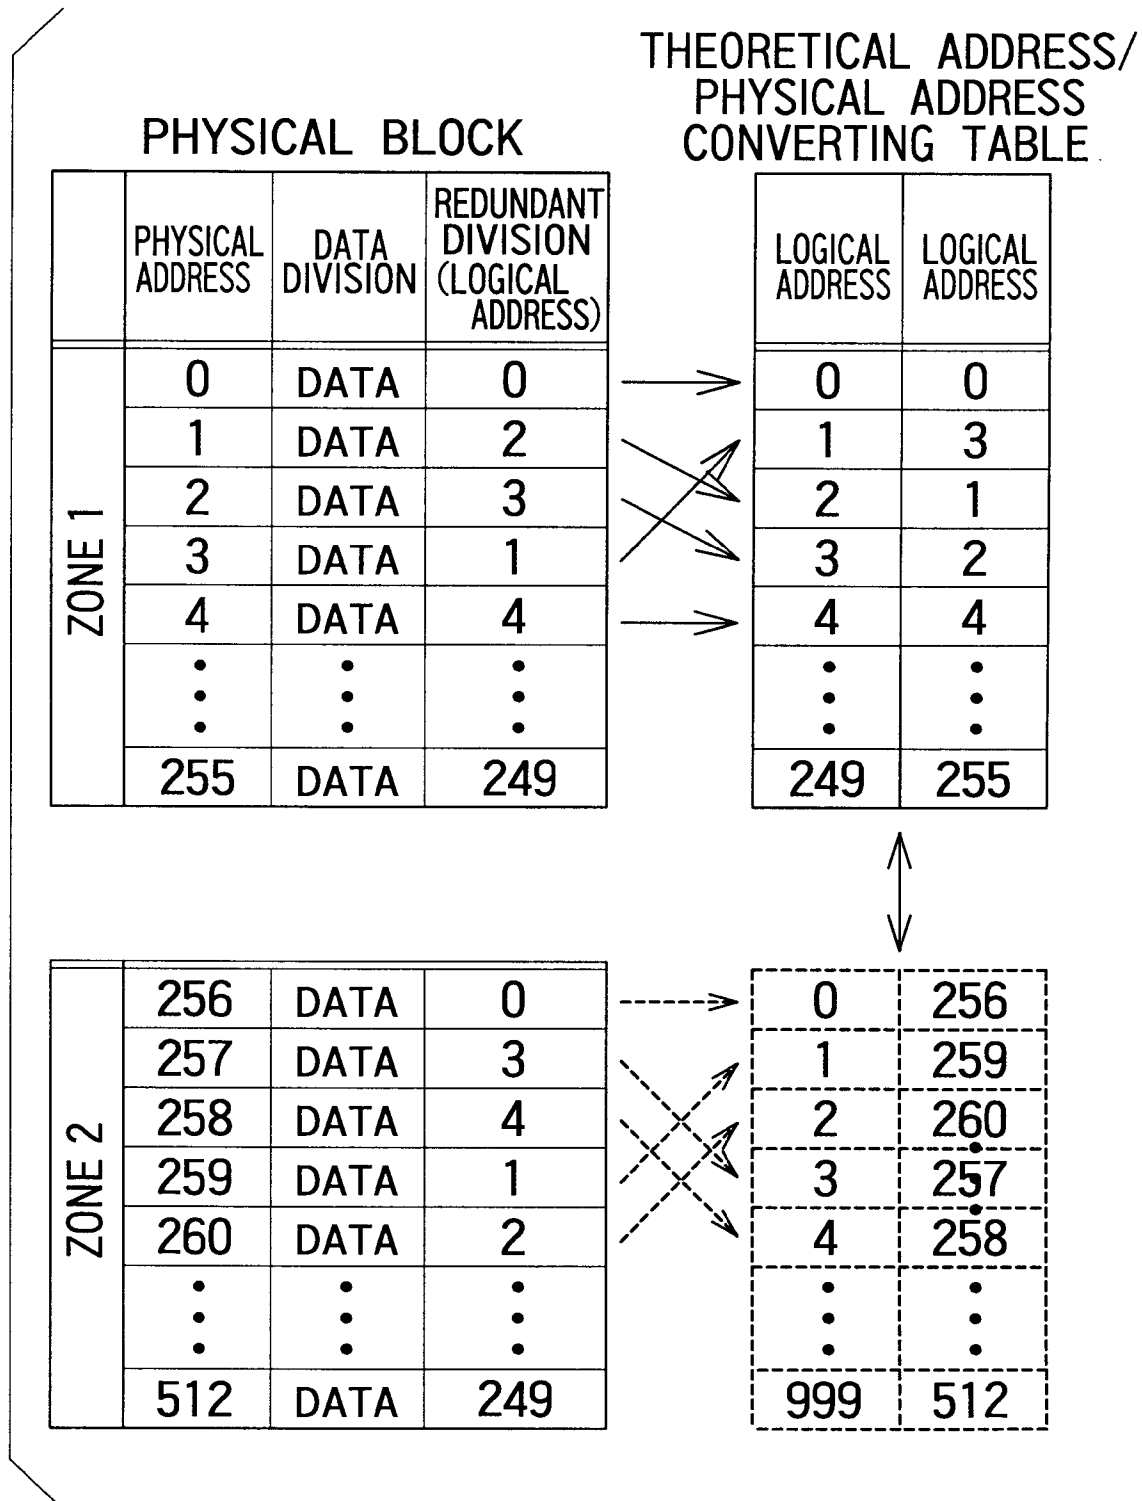 THEORETICAL ADDRESS/
PHYSICAL ADDRESS
CONVERTING TABLE
PHYSICAL BLOCK
PHYSICAL ADDRESS DATA DIVISION REDUNDANT DIVISION (LOGICAL ADDRESS)
LOGICAL ADDRESS LOGICAL ADDRESS
ZONE 1
0 DATA 0 0 0
1 DATA 2 1 3
2 DATA 3 2 1
3 DATA 1 3 2
4 DATA 4 4 4
255 DATA 249 249 255
ZONE 2
256 DATA 0 0 256
257 DATA 3 1 259
258 DATA 4 2 260
259 DATA 1 3 257
260 DATA 2 4 258
512 DATA 249 999 512